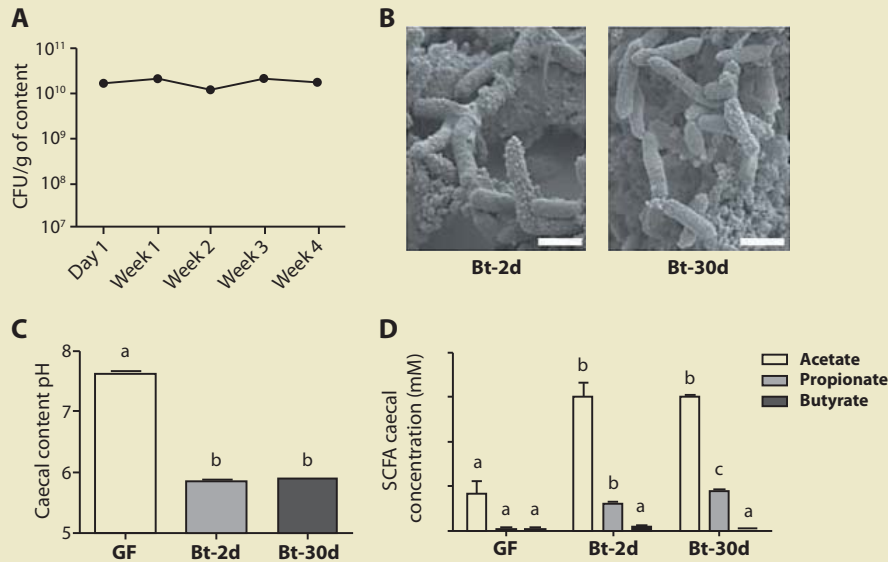 A
CFU/g of content
10¹¹
10¹⁰
10⁹
10⁸
10⁷
Day 1
Week 1
Week 2
Week 3
Week 4
B
Bt-2d
Bt-30d
C
Caecal content pH
8
7
6
5
a
b
b
GF
Bt-2d
Bt-30d
D
SCFA caecal
concentration (mM)
a
a
a
b
b
a
b
c
a
GF
Bt-2d
Bt-30d
Acetate
Propionate
Butyrate